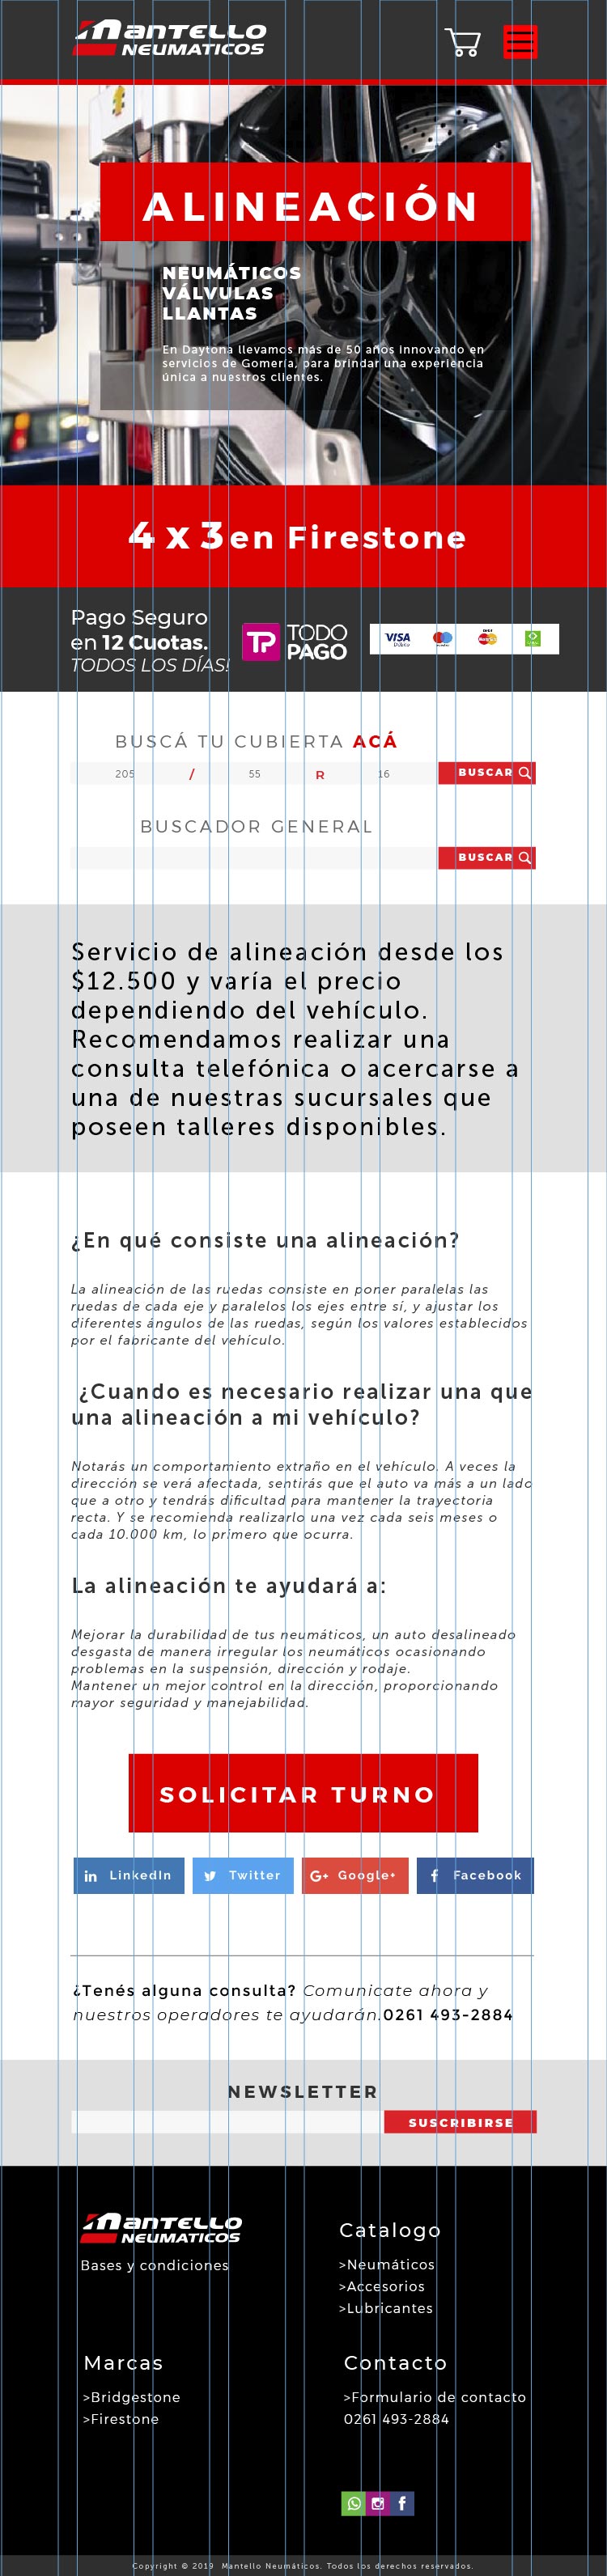 mantello
NEUMATICOS
ALINEACIÓN
NEUMÁTICOS
VÁLVULAS
LLANTAS
En Daytona llevamos más de 50 años innovando en
servicios de Gomería, para brindar una experiencia
única a nuestros clientes.
4 x 3 en Firestone
Pago Seguro
en 12 Cuotas.
TODOS LOS DÍAS!
TP TODO
PAGO
VISA
Débito
BUSCÁ TU CUBIERTA ACÁ
205 / 55 R 16 BUSCAR
BUSCADOR GENERAL
BUSCAR
Servicio de alineación desde los
$12.500 y varía el precio
dependiendo del vehículo.
Recomendamos realizar una
consulta telefónica o acercarse a
una de nuestras sucursales que
poseen talleres disponibles.
¿En qué consiste una alineación?
La alineación de las ruedas consiste en poner paralelas las
ruedas de cada eje y paralelos los ejes entre sí, y ajustar los
diferentes ángulos de las ruedas, según los valores establecidos
por el fabricante del vehículo.
¿Cuando es necesario realizar una que
una alineación a mi vehículo?
Notarás un comportamiento extraño en el vehículo. A veces la
dirección se verá afectada, sentirás que el auto va más a un lado
que a otro y tendrás dificultad para mantener la trayectoria
recta. Y se recomienda realizarlo una vez cada seis meses o
cada 10.000 km, lo primero que ocurra.
La alineación te ayudará a:
Mejorar la durabilidad de tus neumáticos, un auto desalineado
desgasta de manera irregular los neumáticos ocasionando
problemas en la suspensión, dirección y rodaje.
Mantener un mejor control en la dirección, proporcionando
mayor seguridad y manejabilidad.
SOLICITAR TURNO
in LinkedIn Twitter G+ Google+ f Facebook
¿Tenés alguna consulta? Comunicate ahora y
nuestros operadores te ayudarán.0261 493-2884
NEWSLETTER
SUSCRIBIRSE
mantello
NEUMATICOS
Bases y condiciones
Catalogo
>Neumáticos
>Accesorios
>Lubricantes
Marcas
>Bridgestone
>Firestone
Contacto
>Formulario de contacto
0261 493-2884
Copyright © 2019 Mantello Neumáticos. Todos los derechos reservados.